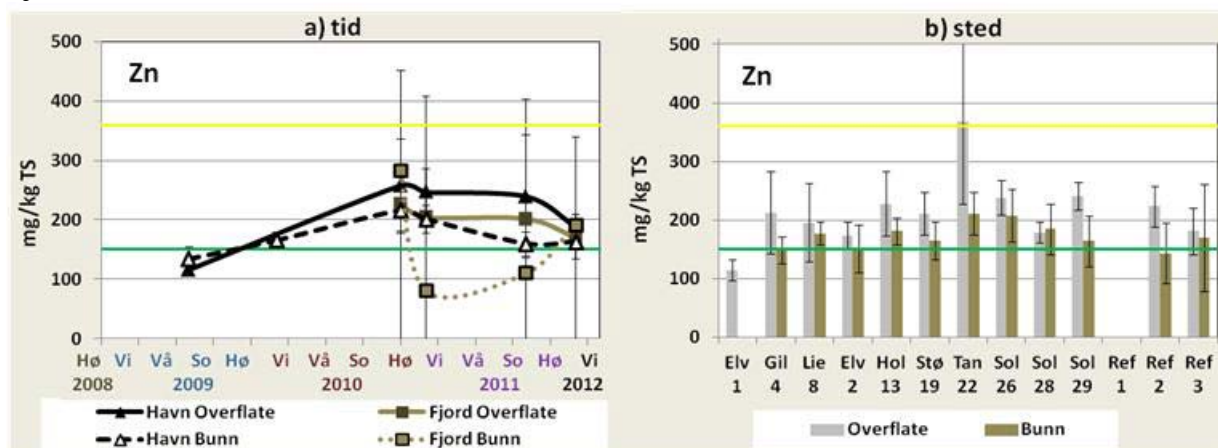 a) tid
500
Zn
400
300
200
100
0
mg/kg TS
Hø Vi Vå So Hø Vi Vå So Hø Vi Vå So Hø Vi
2008 2009 2010 2011 2012
Havn Overflate Fjord Overflate
Havn Bunn Fjord Bunn
b) sted
500
Zn
400
300
200
100
0
mg/kg TS
Elv Gil Lie Elv Hol Stø Tan Sol Sol Sol Ref Ref Ref
1 4 8 2 13 19 22 26 28 29 1 2 3
Overflate Bunn